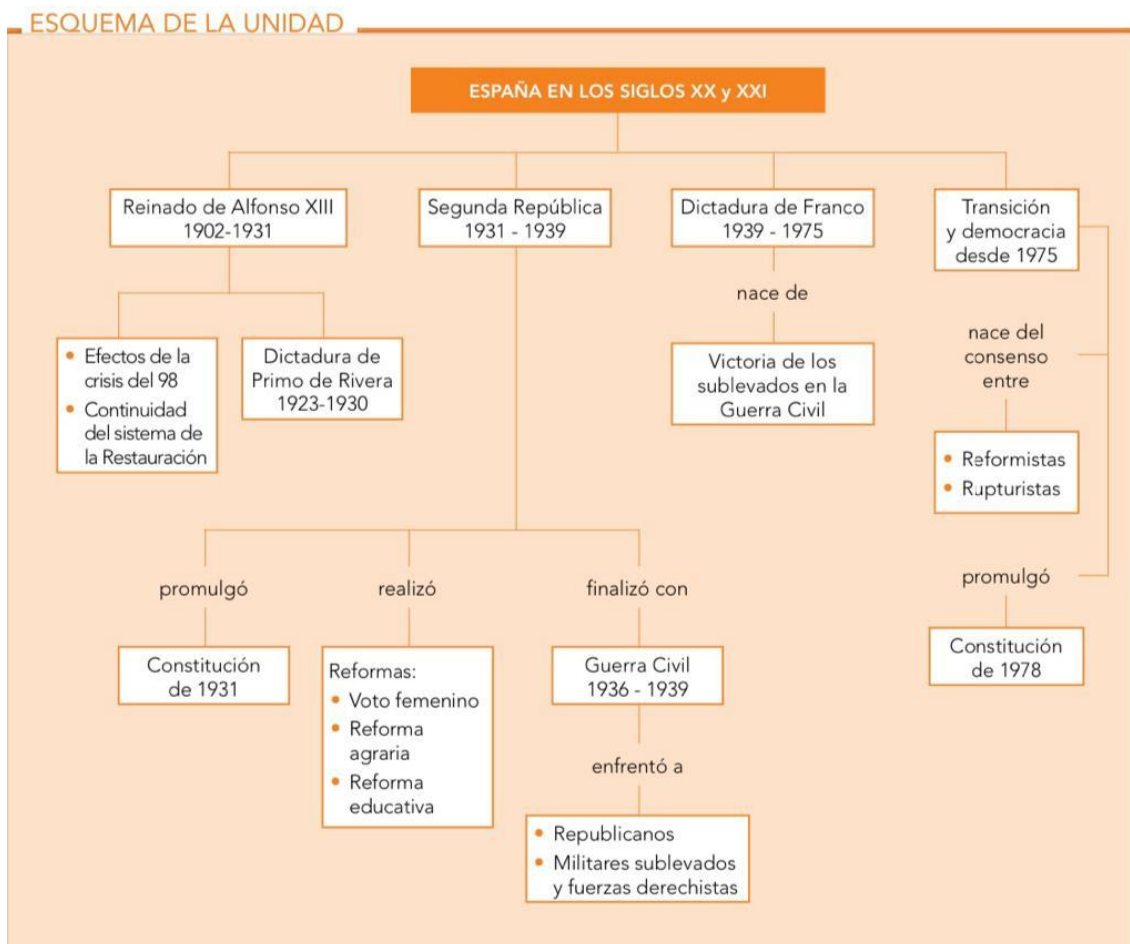 ESQUEMA DE LA UNIDAD
ESPAÑA EN LOS SIGLOS XX y XXI
Reinado de Alfonso XIII
1902-1931
Segunda República
1931 - 1939
Dictadura de Franco
1939 - 1975
Transición
y democracia
desde 1975
nace de
nace del
consenso
entre
• Efectos de la
crisis del 98
• Continuidad
del sistema de
la Restauración
Dictadura de
Primo de Rivera
1923-1930
Victoria de los
sublevados en la
Guerra Civil
• Reformistas
• Rupturistas
promulgó
realizó
finalizó con
promulgó
Constitución
de 1931
Reformas:
• Voto femenino
• Reforma
agraria
• Reforma
educativa
Guerra Civil
1936 - 1939
Constitución
de 1978
enfrentó a
• Republicanos
• Militares sublevados
y fuerzas derechistas